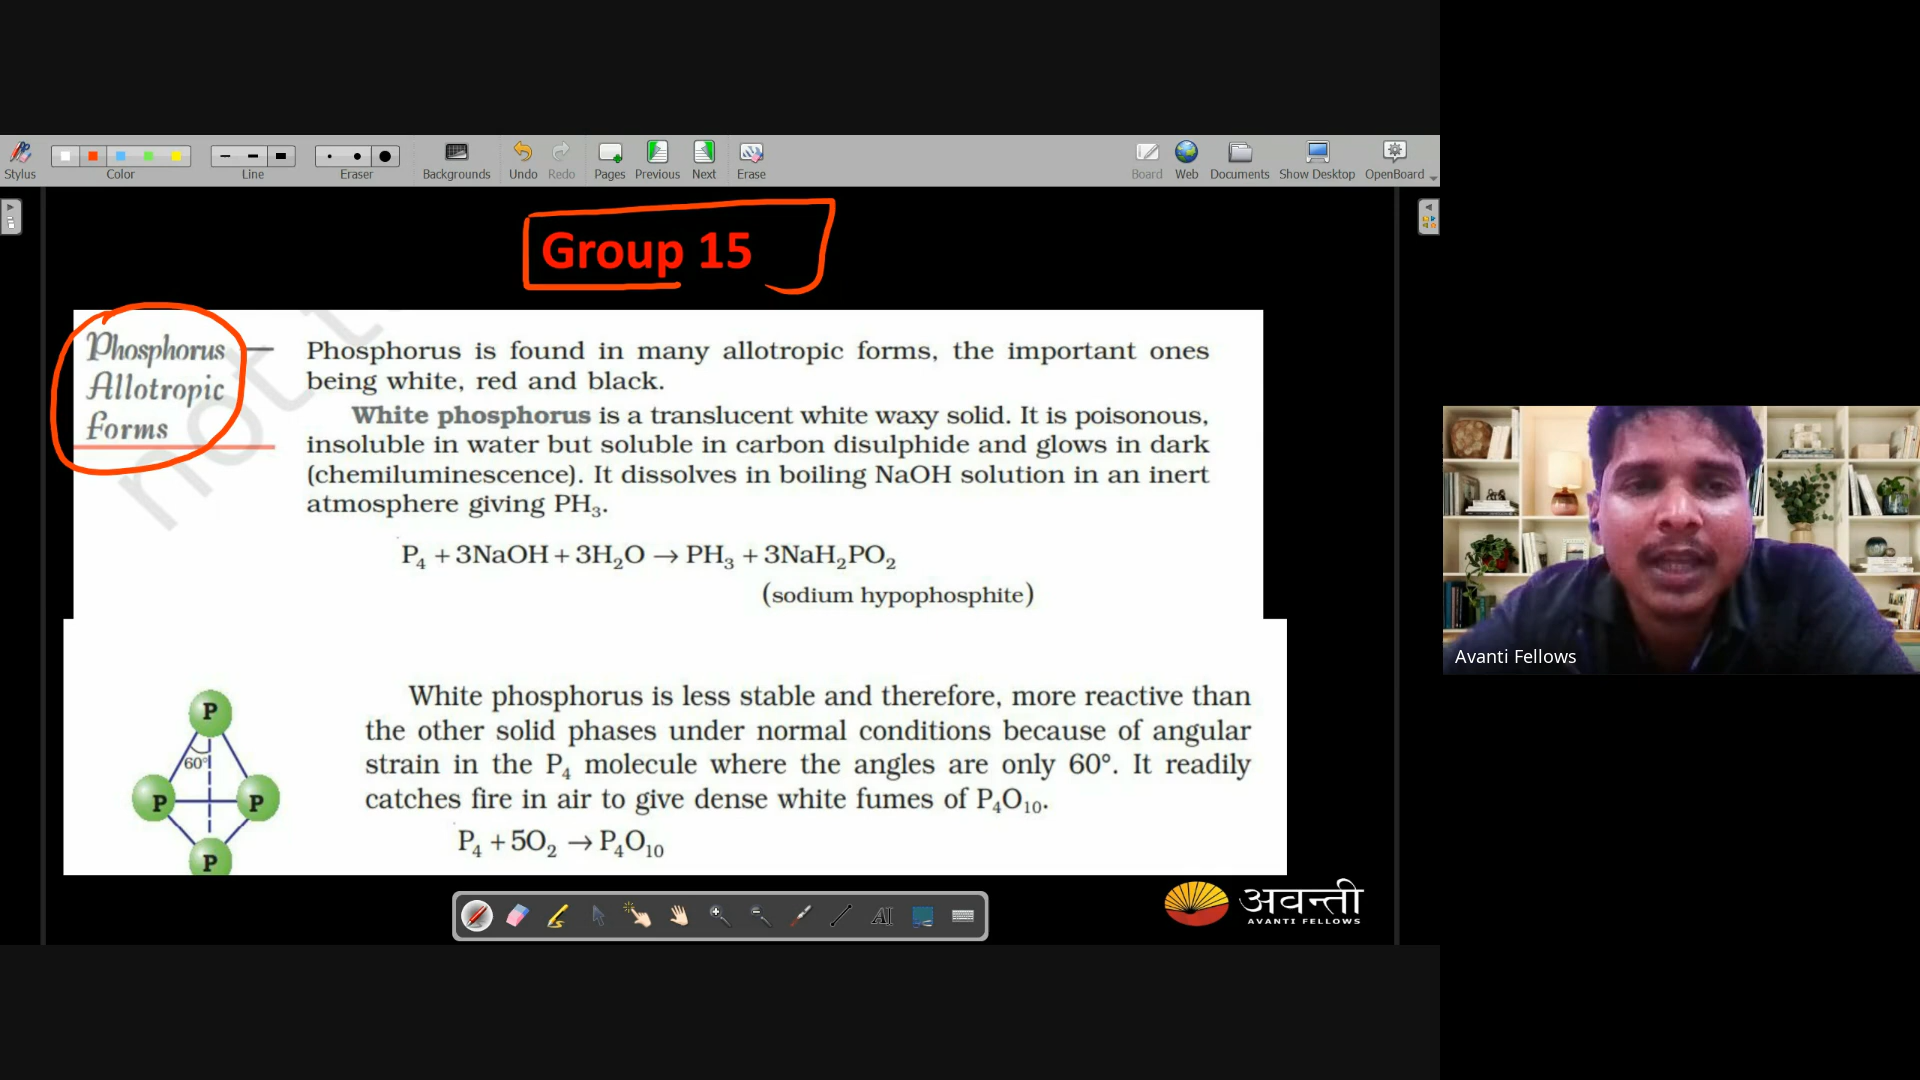 Stylus Color Line Eraser Backgrounds Undo Redo Pages Previous Next Erase Board Web Documents Show Desktop OpenBoard
Group 15
Phosphorus —
Allotropic
Forms
Phosphorus is found in many allotropic forms, the important ones
being white, red and black.
White phosphorus is a translucent white waxy solid. It is poisonous,
insoluble in water but soluble in carbon disulphide and glows in dark
(chemiluminescence). It dissolves in boiling NaOH solution in an inert
atmosphere giving PH₃.
P₄ + 3NaOH + 3H₂O → PH₃ + 3NaH₂PO₂
(sodium hypophosphite)
not t
White phosphorus is less stable and therefore, more reactive than
the other solid phases under normal conditions because of angular
strain in the P₄ molecule where the angles are only 60°. It readily
catches fire in air to give dense white fumes of P₄O₁₀.
P₄ + 5O₂ → P₄O₁₀
P
60°
P P
P
AI
अवन्ती
AVANTI FELLOWS
Avanti Fellows